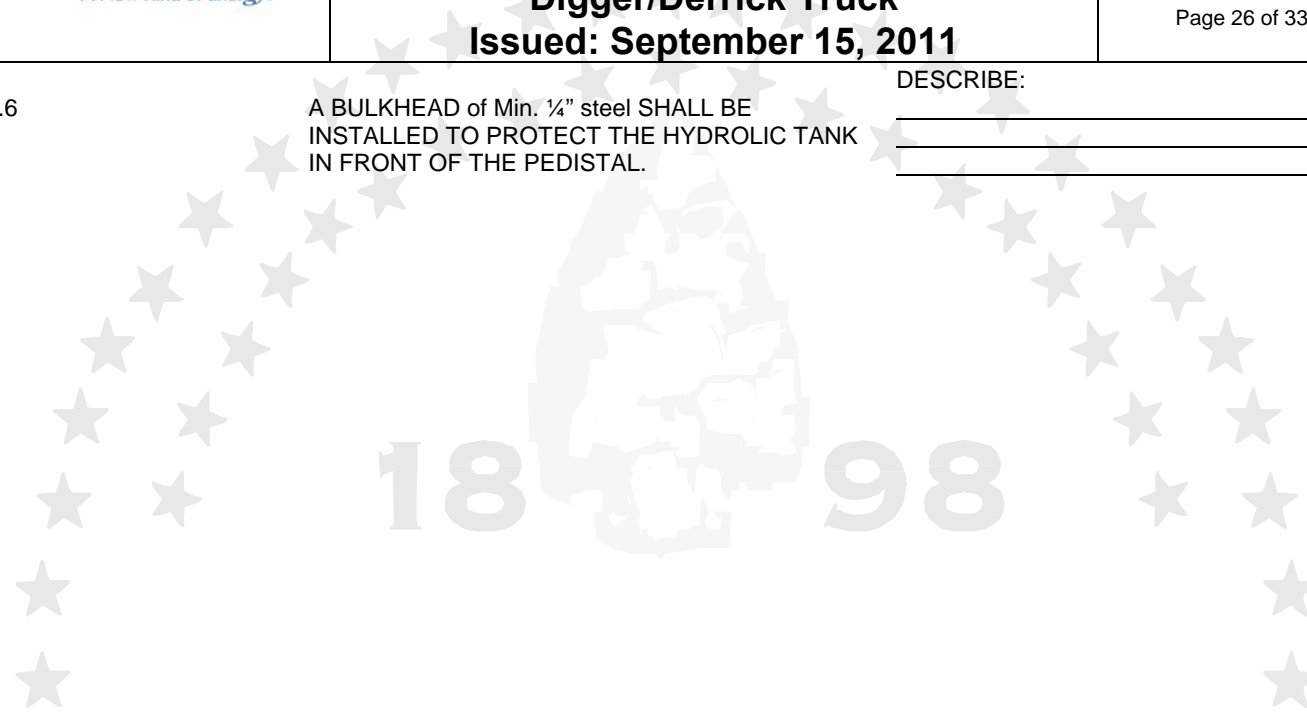 Digger/Derrick Truck
Issued: September 15, 2011
Page 26 of 33
DESCRIBE:
.6
A BULKHEAD of Min. ¼” steel SHALL BE
INSTALLED TO PROTECT THE HYDROLIC TANK
IN FRONT OF THE PEDISTAL.
18 98